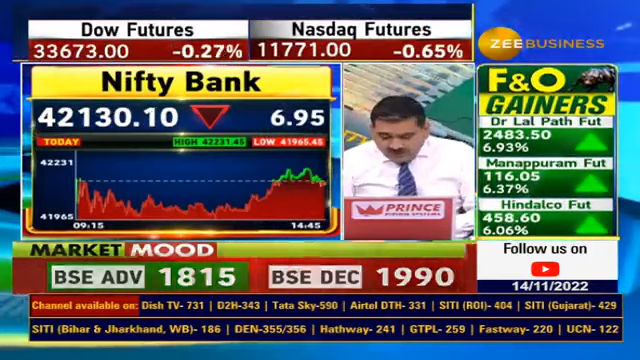 Dow Futures
33673.00 -0.27%
Nasdaq Futures
11771.00 -0.65%
ZEE BUSINESS
Nifty Bank
42130.10 6.95
TODAY HIGH 42231.45 LOW 41965.45
42231
41965
09:15 14:45
PRINCE
PIPING SYSTEMS
F&O
GAINERS
Dr Lal Path Fut
2483.50
6.93%
Manappuram Fut
116.05
6.37%
Hindalco Fut
458.60
6.06%
MARKET MOOD
BSE ADV 1815 BSE DEC 1990
Follow us on
14/11/2022
Channel available on: Dish TV- 731 | D2H-343 | Tata Sky-590 | Airtel DTH- 331 | SITI (ROI)- 404 | SITI (Gujarat)- 429
SITI (Bihar & Jharkhand, WB)- 186 | DEN-355/356 | Hathway- 241 | GTPL- 259 | Fastway- 220 | UCN- 122